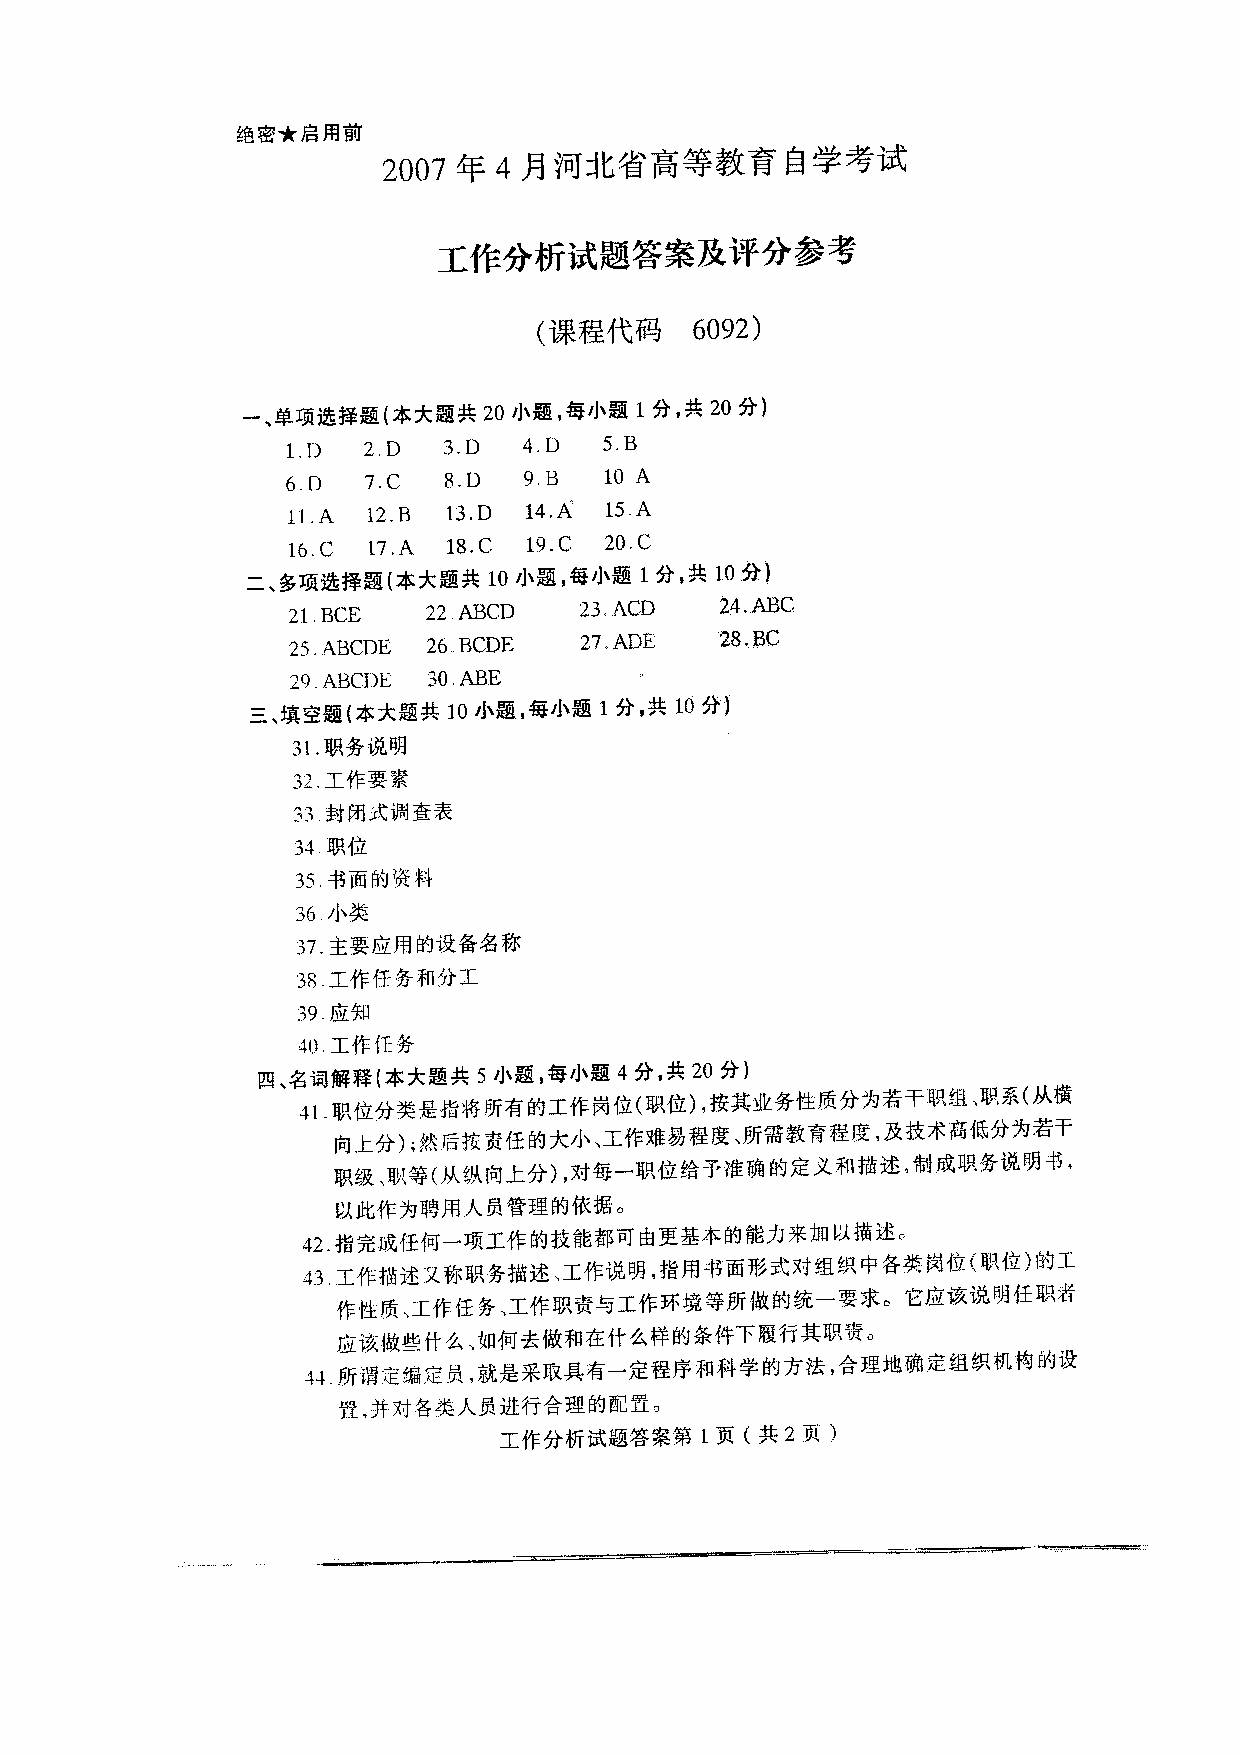 绝密★启用前
2007 年 4 月河北省高等教育自学考试
工作分析试题答案及评分参考
(课程代码 6092)
一、单项选择题(本大题共 20 小题,每小题 1 分,共 20 分)
1.D 2.D 3.D 4.D 5.B
6.D 7.C 8.D 9.B 10 A
11.A 12.B 13.D 14.A 15.A
16.C 17.A 18.C 19.C 20.C
二、多项选择题(本大题共 10 小题,每小题 1 分,共 10 分)
21.BCE 22.ABCD 23.ACD 24.ABC
25.ABCDE 26.BCDE 27.ADE 28.BC
29.ABCDE 30.ABE
三、填空题(本大题共 10 小题,每小题 1 分,共 10 分)
31.职务说明
32.工作要素
33.封闭式调查表
34.职位
35.书面的资料
36.小类
37.主要应用的设备名称
38.工作任务和分工
39.应知
40.工作任务
四、名词解释(本大题共 5 小题,每小题 4 分,共 20 分)
41.职位分类是指将所有的工作岗位(职位),按其业务性质分为若干职组、职系(从横
向上分);然后按责任的大小、工作难易程度、所需教育程度,及技术高低分为若干
职级、职等(从纵向上分),对每一职位给予准确的定义和描述,制成职务说明书,
以此作为聘用人员管理的依据。
42.指完成任何一项工作的技能都可由更基本的能力来加以描述。
43.工作描述又称职务描述、工作说明,指用书面形式对组织中各类岗位(职位)的工
作性质、工作任务、工作职责与工作环境等所做的统一要求。它应该说明任职者
应该做些什么、如何去做和在什么样的条件下履行其职责。
44.所谓定编定员,就是采取具有一定程序和科学的方法,合理地确定组织机构的设
置,并对各类人员进行合理的配置。
工作分析试题答案第 1 页 ( 共 2 页 )